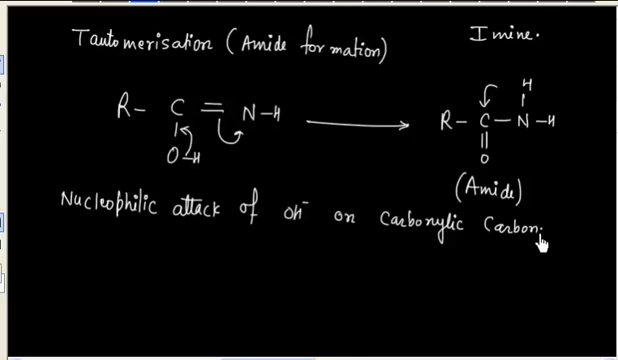 Tautomerisation (Amide formation)
Imine.
R- C = N-H
O-H
H
R- C - N-H
O
(Amide)
Nucleophilic attack of OH⁻ on Carbonylic Carbon.